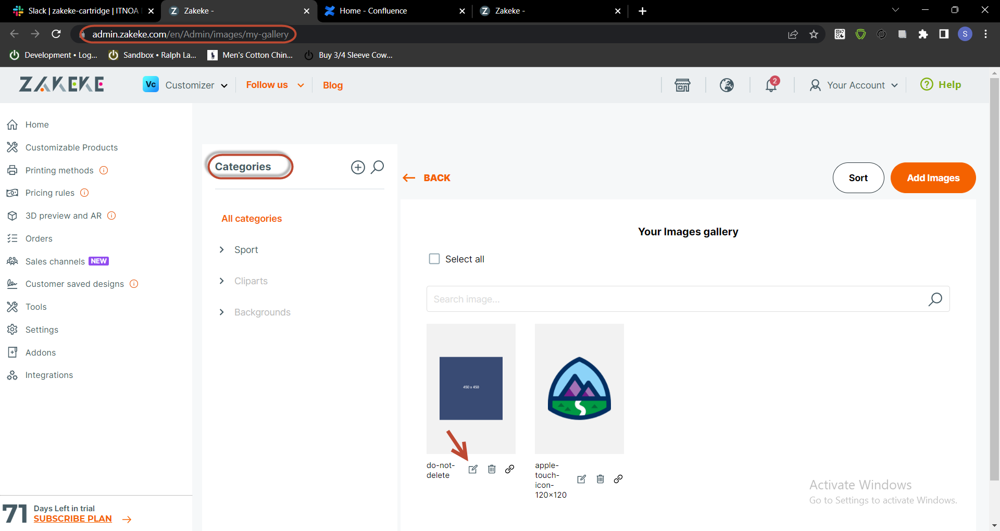 Slack | zakeke-cartridge | ITNOA
Zakeke -
Home - Confluence
Zakeke -
admin.zakeke.com/en/Admin/images/my-gallery
S
Development • Log...
Sandbox • Ralph La...
Men's Cotton Chin...
Buy 3/4 Sleeve Cow...
ZAKEKE
Vc
Customizer
Follow us
Blog
2
Your Account
Help
Home
Customizable Products
Printing methods
Pricing rules
3D preview and AR
Orders
Sales channels NEW
Customer saved designs
Tools
Settings
Addons
Integrations
71
Days Left in trial
SUBSCRIBE PLAN
Categories
All categories
Sport
Cliparts
Backgrounds
BACK
Sort
Add Images
Your Images gallery
Select all
Search image...
450 x 450
do-not-
delete
apple-
touch-
icon-
120×120
Activate Windows
Go to Settings to activate Windows.